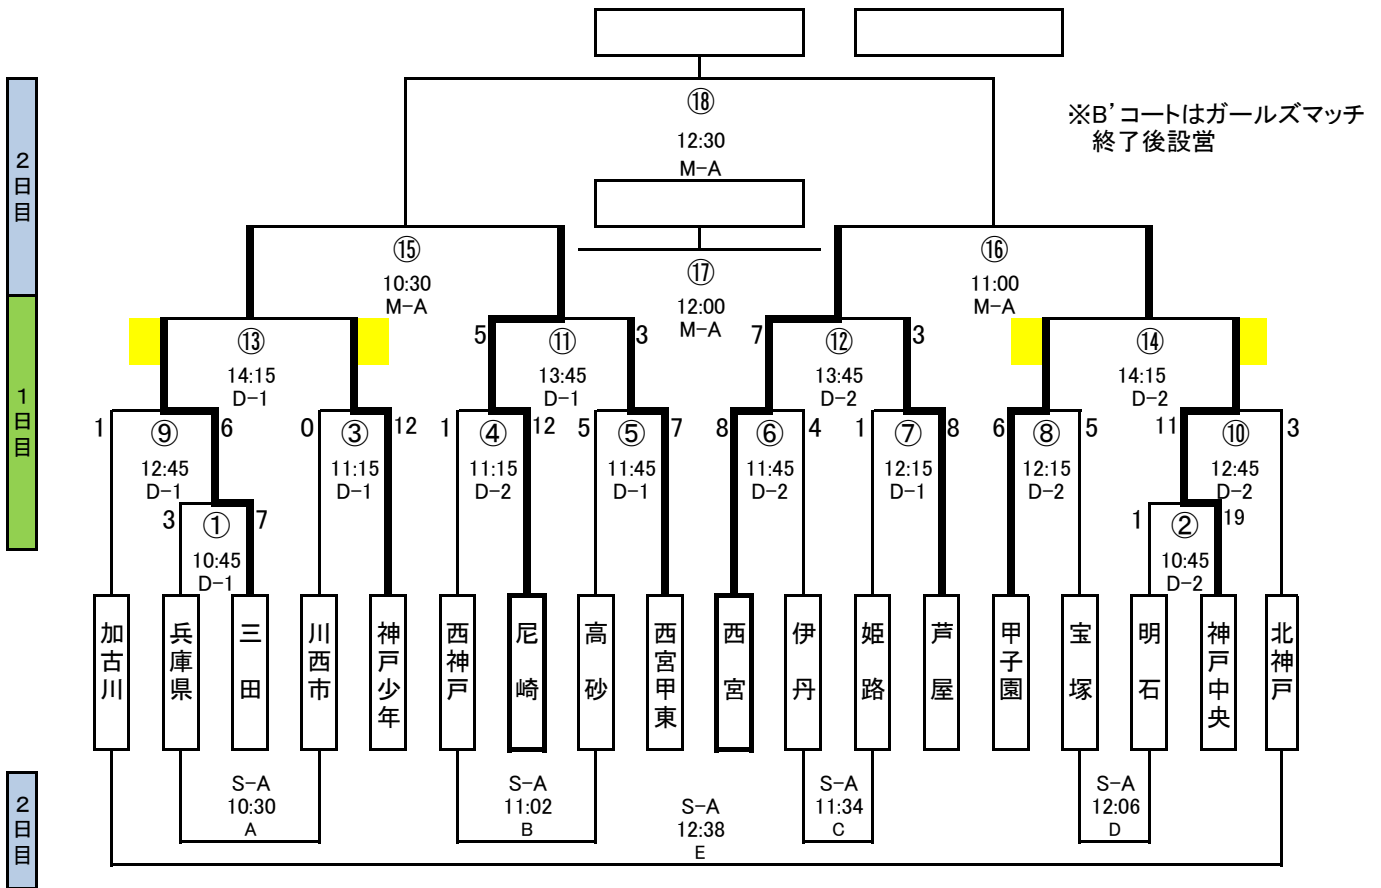 ⑱
12:30
M-A
※B’コートはガールズマッチ
終了後設営
2日目
⑮
10:30
M-A
⑰
12:00
M-A
⑯
11:00
M-A
1日目
⑬
14:15
D-1
5 ⑪ 3
13:45
D-1
7 ⑫ 3
13:45
D-2
⑭
14:15
D-2
1 ⑨ 6
12:45
D-1
0 ③ 12
11:15
D-1
1 ④ 12
11:15
D-2
5 ⑤ 7
11:45
D-1
8 ⑥ 4
11:45
D-2
1 ⑦ 8
12:15
D-1
6 ⑧ 5
12:15
D-2
11 ⑩ 3
12:45
D-2
3 ① 7
10:45
D-1
1 ② 19
10:45
D-2
加古川
兵庫県
三田
川西市
神戸少年
西神戸
尼崎
高砂
西宮甲東
西宮
伊丹
姫路
芦屋
甲子園
宝塚
明石
神戸中央
北神戸
2日目
S-A
10:30
A
S-A
11:02
B
S-A
12:38
E
S-A
11:34
C
S-A
12:06
D